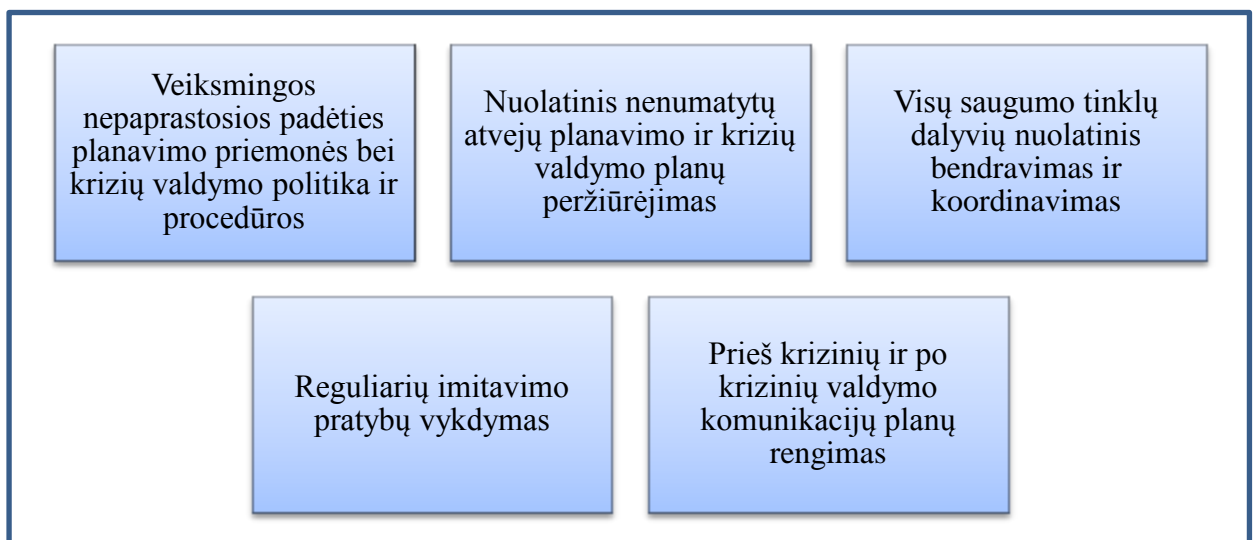 Veiksmingos
nepaprastosios padėties
planavimo priemonės bei
krizių valdymo politika ir
procedūros
Nuolatinis nenumatytų
atvejų planavimo ir krizių
valdymo planų
peržiūrėjimas
Visų saugumo tinklų
dalyvių nuolatinis
bendravimas ir
koordinavimas
Reguliarių imitavimo
pratybų vykdymas
Prieš krizinių ir po
krizinių valdymo
komunikacijų planų
rengimas